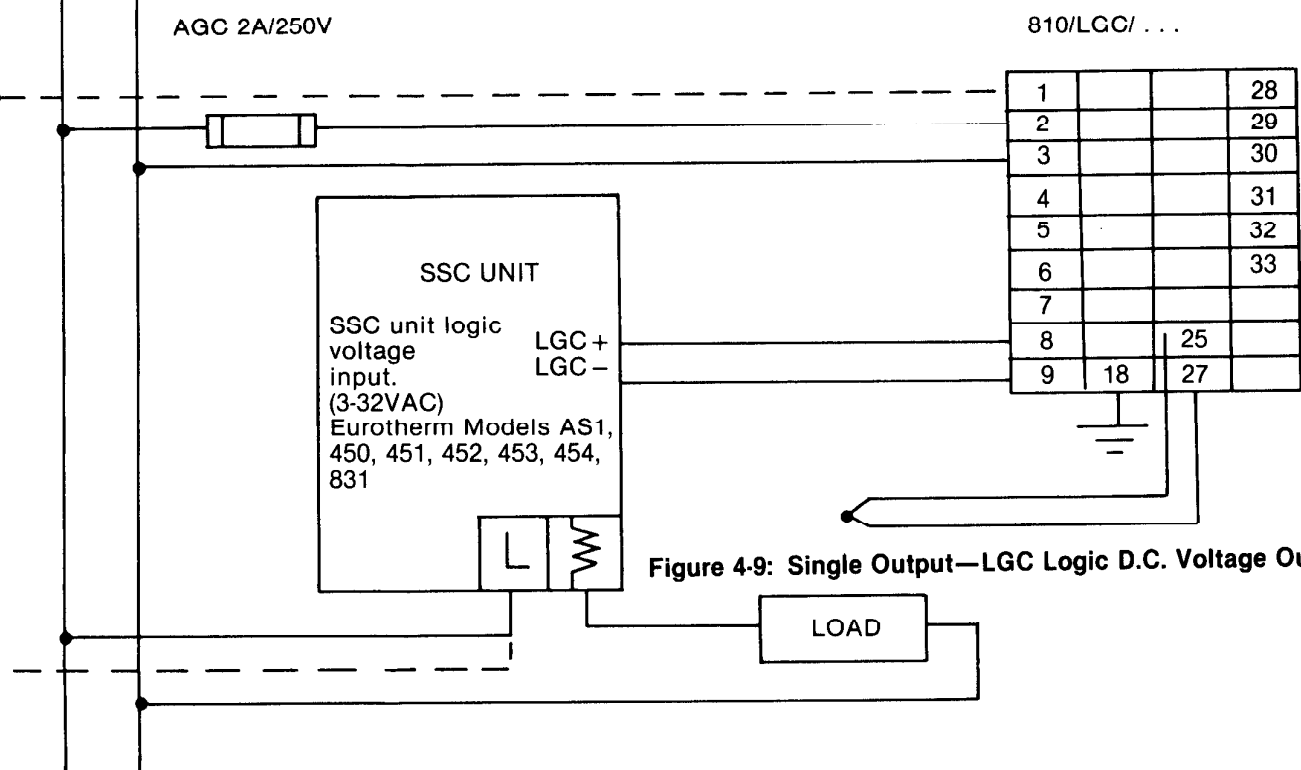 AGC 2A/250V
810/LGC/ . . .
1 28
2 29
3 30
4 31
5 32
6 33
7
8 25
9 18 27
SSC UNIT
SSC unit logic
voltage
input.
(3-32VAC)
Eurotherm Models AS1,
450, 451, 452, 453, 454,
831
LGC +
LGC −
L
Figure 4-9: Single Output—LGC Logic D.C. Voltage Ou
LOAD